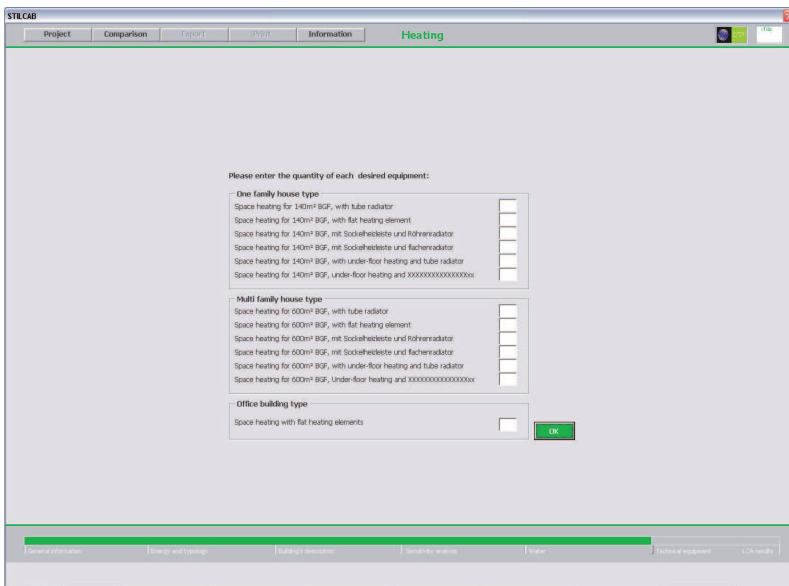 STILCAB
Project Comparison Export Print Information Heating
Please enter the quantity of each desired equipment:
One family house type
Space heating for 140m² BGF, with tube radiator
Space heating for 140m² BGF, with flat heating element
Space heating for 140m² BGF, mit Sockelheizleiste und Röhrenradiator
Space heating for 140m² BGF, mit Sockelheizleiste und flachenradiator
Space heating for 140m² BGF, with under-floor heating and tube radiator
Space heating for 140m² BGF, under-floor heating and XXXXXXXXXXXXXXXxx
Multi family house type
Space heating for 600m² BGF, with tube radiator
Space heating for 600m² BGF, with flat heating element
Space heating for 600m² BGF, mit Sockelheizleiste und Röhrenradiator
Space heating for 600m² BGF, mit Sockelheizleiste und flachenradiator
Space heating for 600m² BGF, with under-floor heating and tube radiator
Space heating for 600m² BGF, Under-floor heating and XXXXXXXXXXXXXXXxx
Office building type
Space heating with flat heating elements
OK
General information Energy and typology Building's description Sensitivity analysis Water Technical equipment LCA results